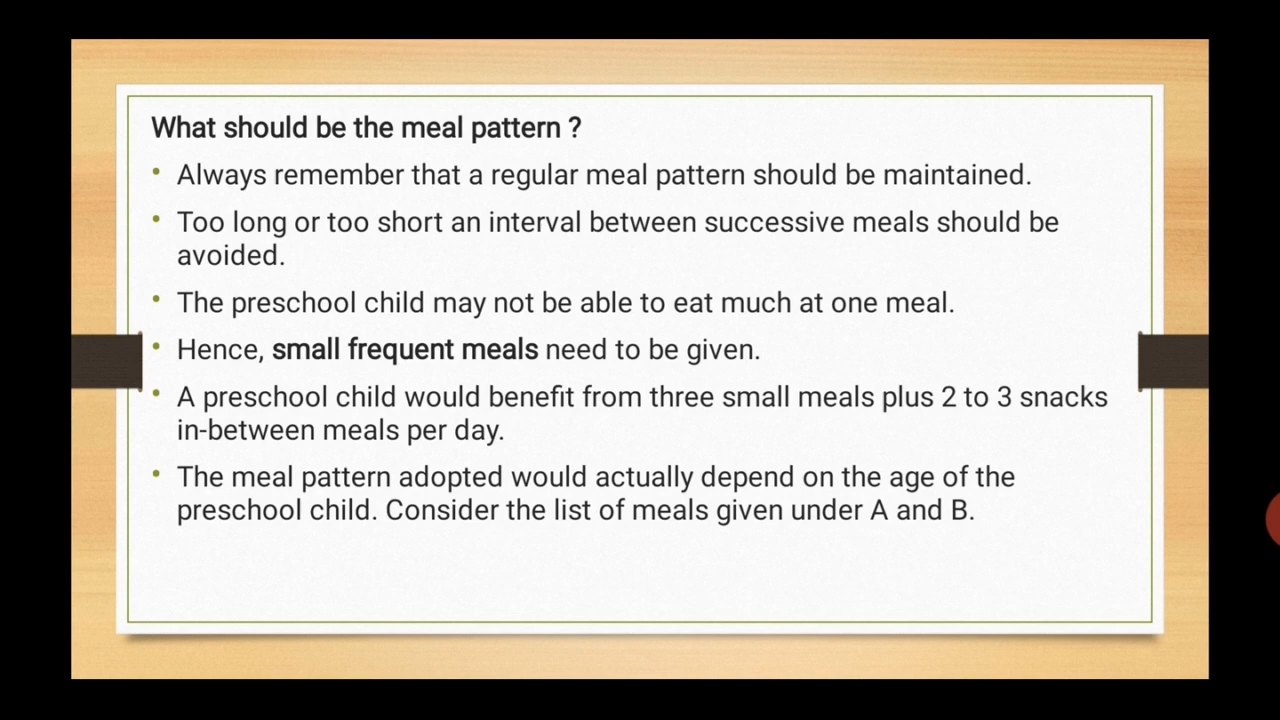 What should be the meal pattern ?
• Always remember that a regular meal pattern should be maintained.
• Too long or too short an interval between successive meals should be
avoided.
• The preschool child may not be able to eat much at one meal.
• Hence, small frequent meals need to be given.
• A preschool child would benefit from three small meals plus 2 to 3 snacks
in-between meals per day.
• The meal pattern adopted would actually depend on the age of the
preschool child. Consider the list of meals given under A and B.